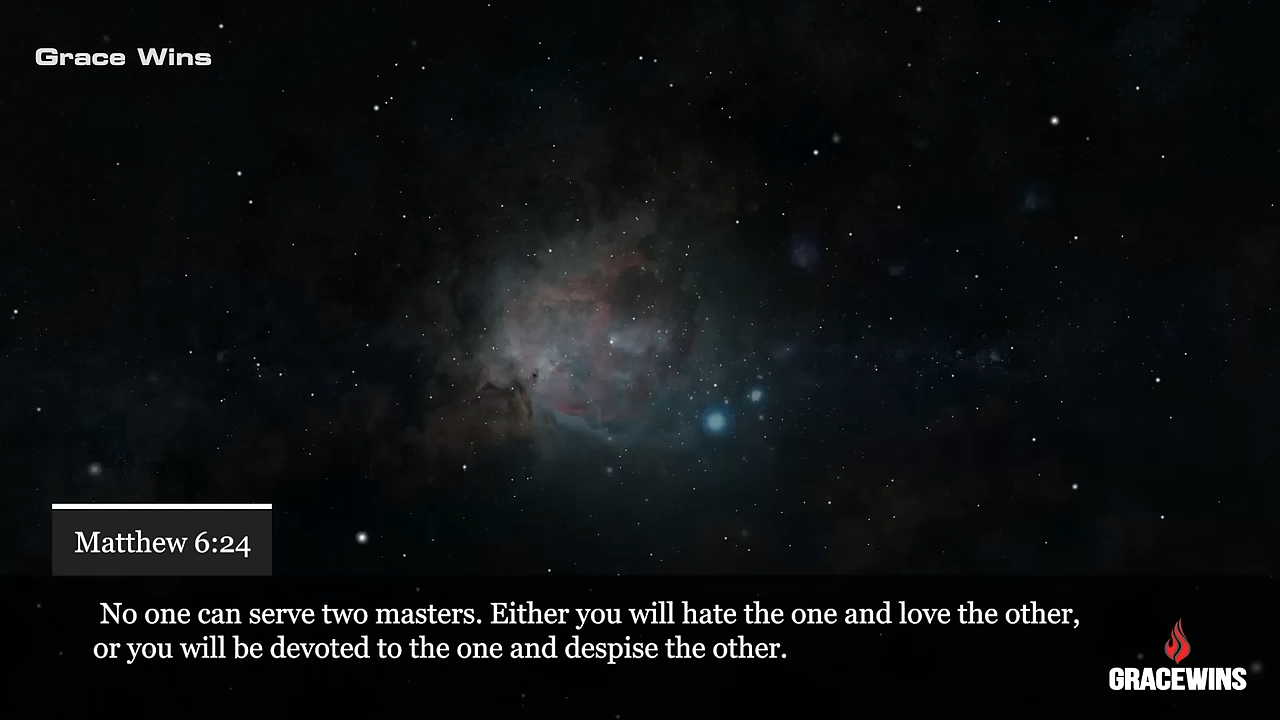 Grace Wins
Matthew 6:24
No one can serve two masters. Either you will hate the one and love the other,
or you will be devoted to the one and despise the other.
GRACEWINS